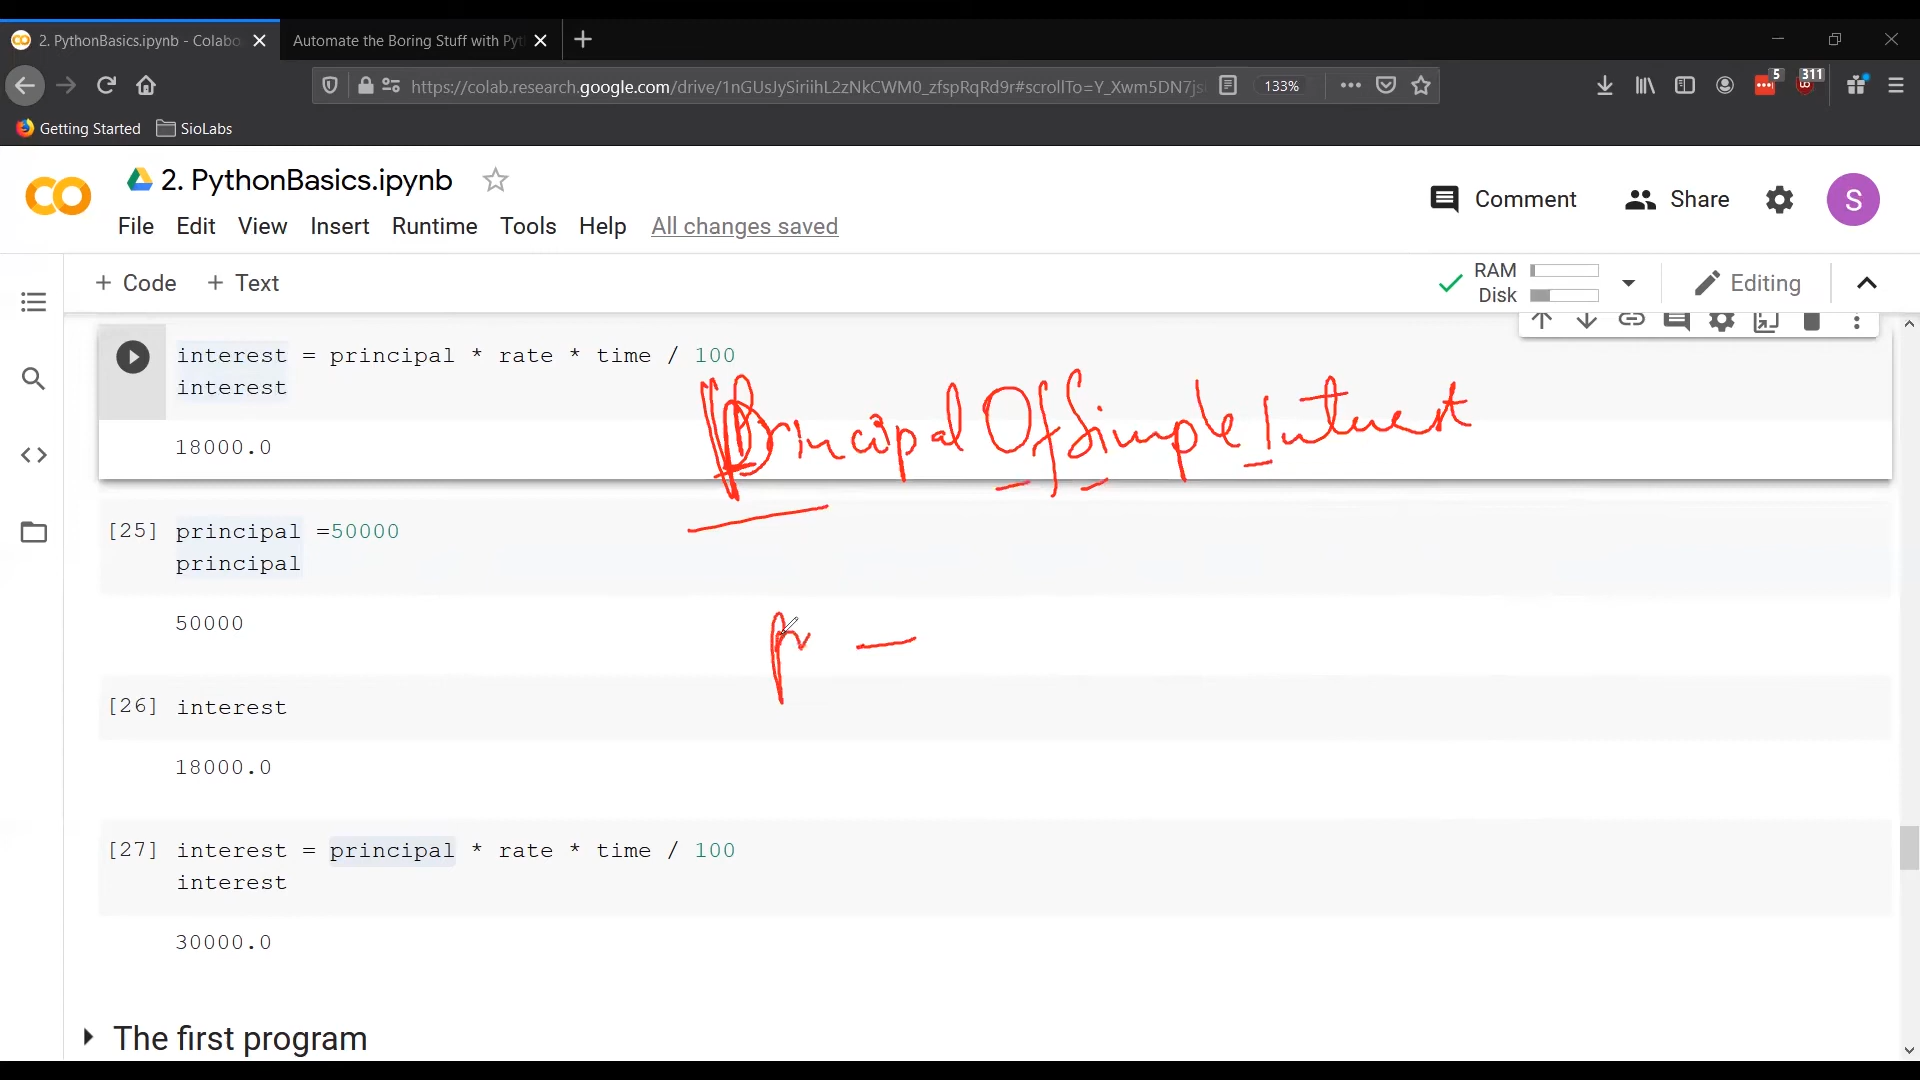 2. PythonBasics.ipynb - Colabo
Automate the Boring Stuff with Pyt
https://colab.research.google.com/drive/1nGUsJySiriihL2zNkCWM0_zfspRqRd9r#scrollTo=Y_Xwm5DN7js
133%
5
311
Getting Started
SioLabs
2. PythonBasics.ipynb
Comment
Share
S
File Edit View Insert Runtime Tools Help All changes saved
+ Code + Text
RAM
Disk
Editing
interest = principal * rate * time / 100
interest
18000.0
Principal Of Simple Interest
[25] principal =50000
principal
50000
[26] interest
18000.0
[27] interest = principal * rate * time / 100
interest
30000.0
The first program